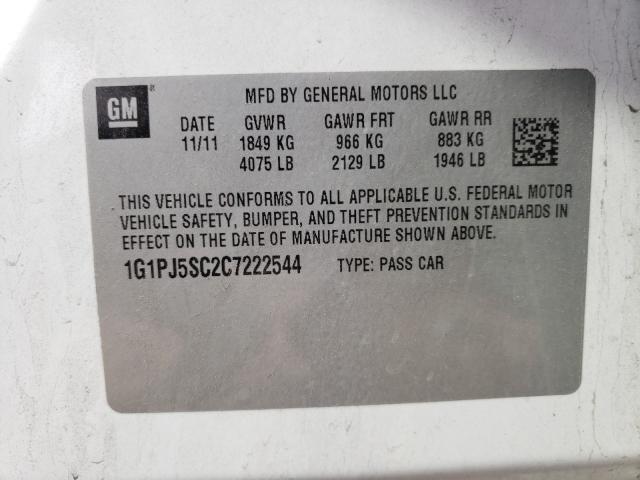 GM®
MFD BY GENERAL MOTORS LLC
DATE GVWR GAWR FRT GAWR RR
11/11 1849 KG 966 KG 883 KG
4075 LB 2129 LB 1946 LB
THIS VEHICLE CONFORMS TO ALL APPLICABLE U.S. FEDERAL MOTOR
VEHICLE SAFETY, BUMPER, AND THEFT PREVENTION STANDARDS IN
EFFECT ON THE DATE OF MANUFACTURE SHOWN ABOVE.
1G1PJ5SC2C7222544 TYPE: PASS CAR